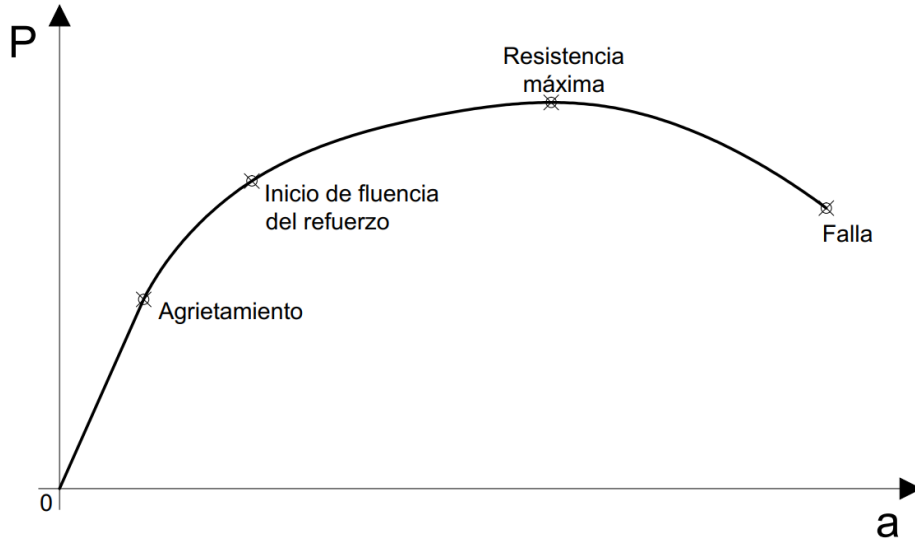 P
Resistencia
máxima
Inicio de fluencia
del refuerzo
Falla
Agrietamiento
0
a